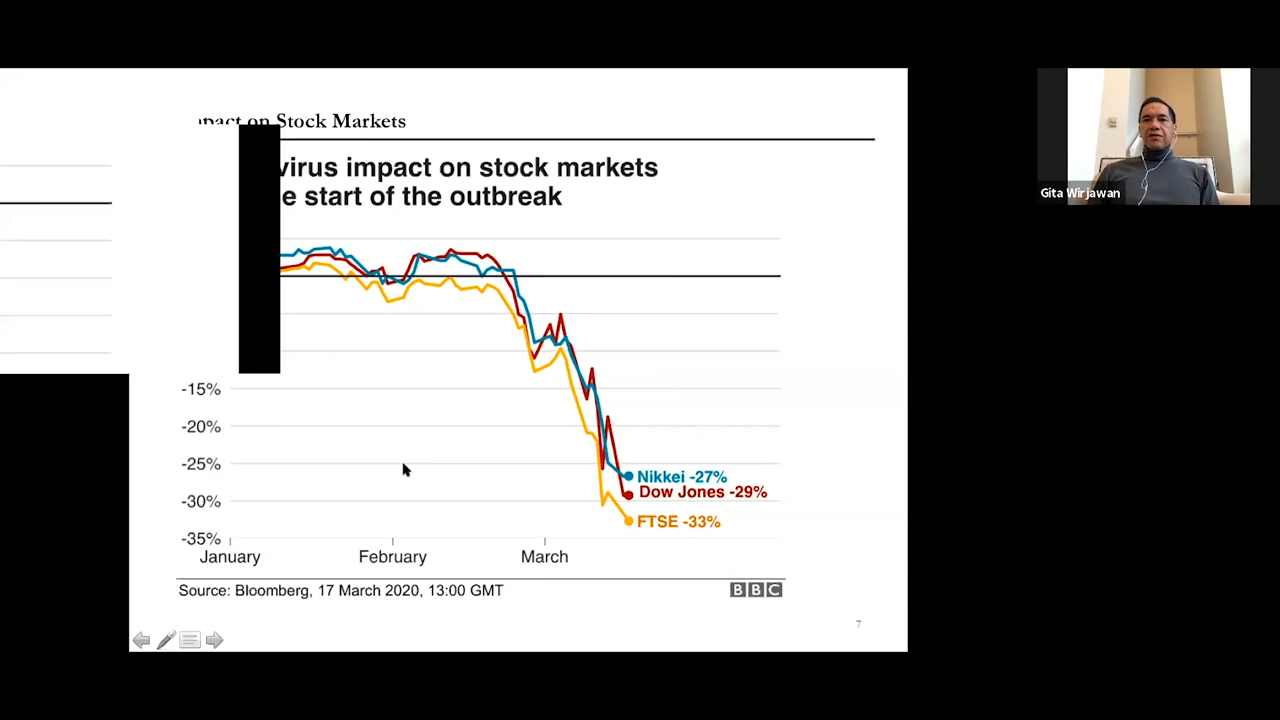 on Stock Markets
virus impact on stock markets
start of the outbreak
-15%
-20%
-25%
-30%
-35%
Nikkei -27%
Dow Jones -29%
FTSE -33%
January February March
Source: Bloomberg, 17 March 2020, 13:00 GMT
BBC
7
Gita Wirjawan